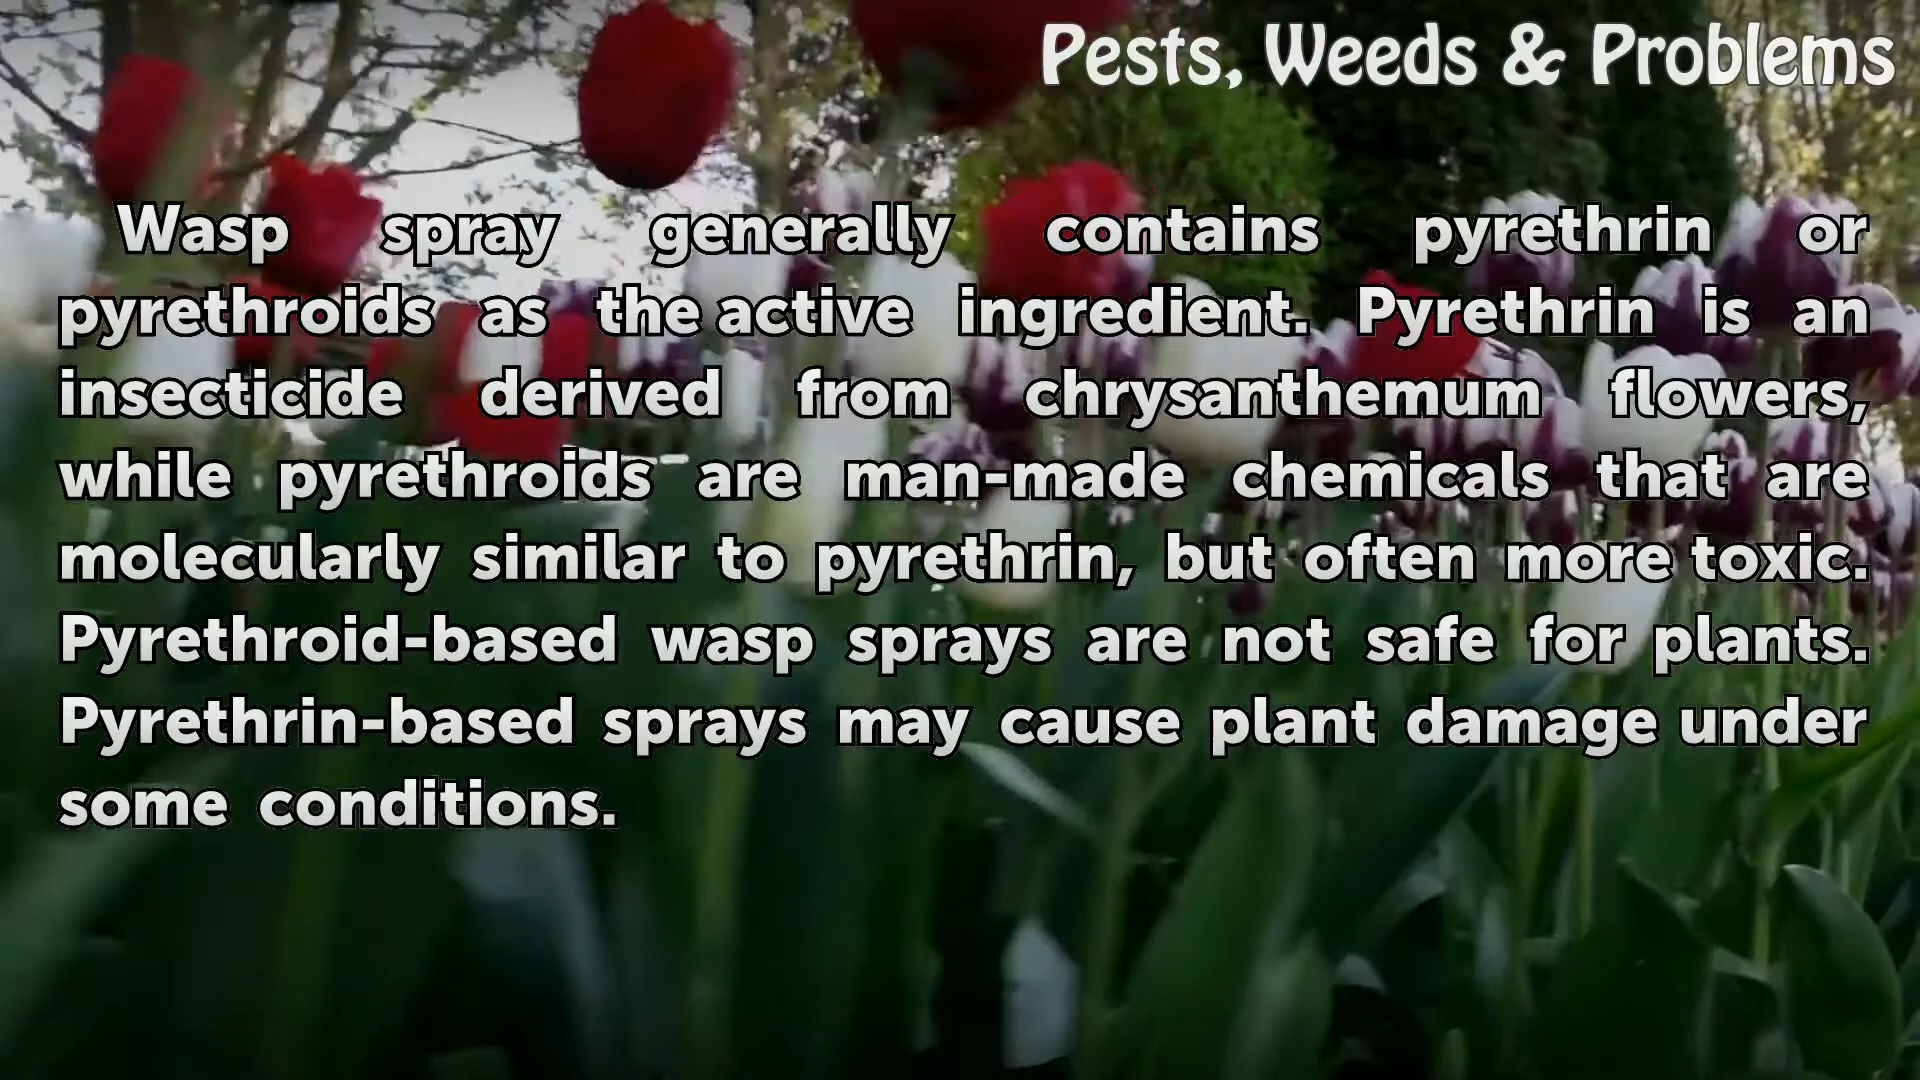 Pests, Weeds & Problems
Wasp spray generally contains pyrethrin or
pyrethroids as the active ingredient. Pyrethrin is an
insecticide derived from chrysanthemum flowers,
while pyrethroids are man-made chemicals that are
molecularly similar to pyrethrin, but often more toxic.
Pyrethroid-based wasp sprays are not safe for plants.
Pyrethrin-based sprays may cause plant damage under
some conditions.